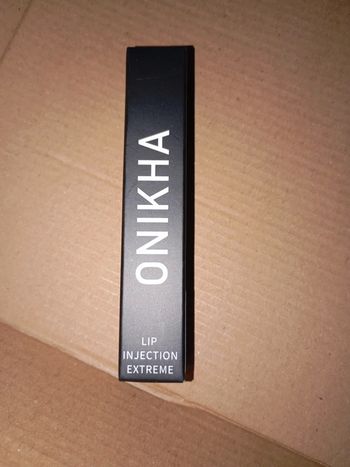 ONIKHA
LIP
INJECTION
EXTREME